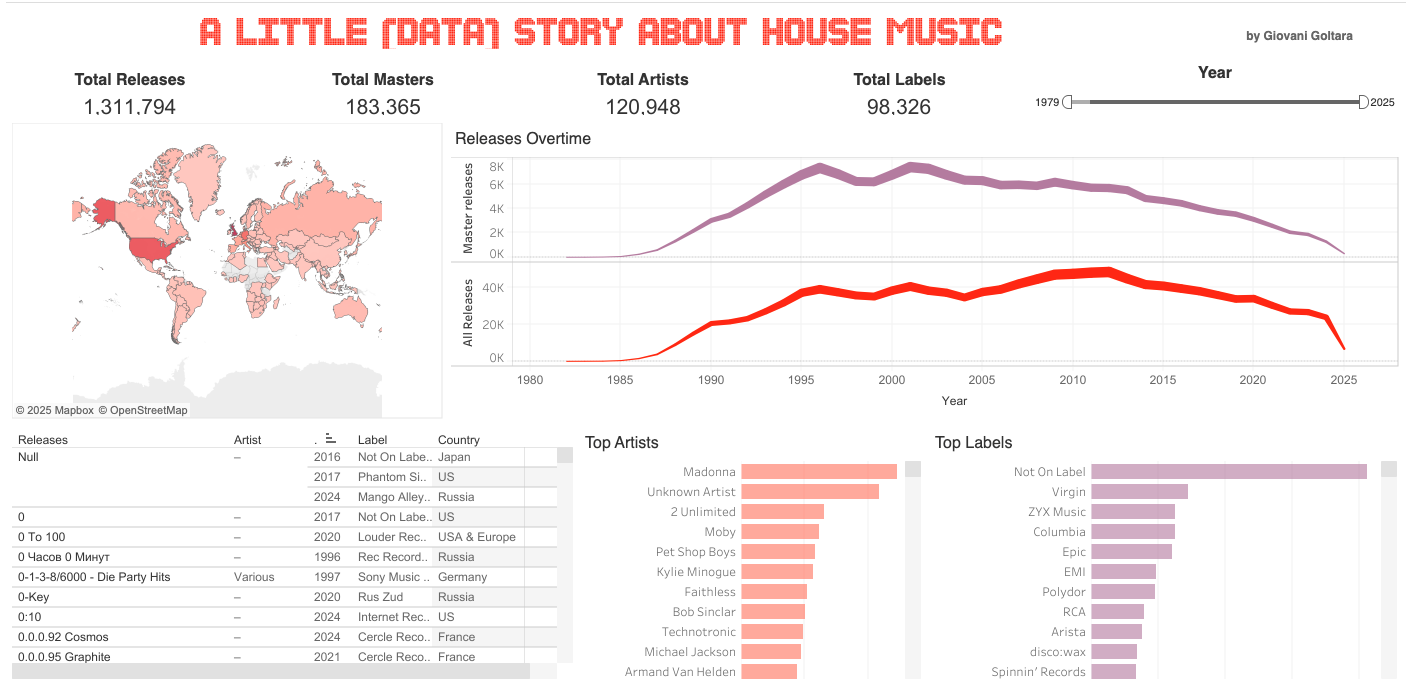 A LITTLE [DATA] STORY ABOUT HOUSE MUSIC
by Giovani Goltara
Total Releases
1,311,794
Total Masters
183,365
Total Artists
120,948
Total Labels
98,326
Year
1979 2025
Releases Overtime
Master releases
8K
6K
4K
2K
0K
All Releases
40K
20K
0K
1980 1985 1990 1995 2000 2005 2010 2015 2020 2025
Year
© 2025 Mapbox © OpenStreetMap
Releases Artist . Label Country
Null – 2016 Not On Labe.. Japan
2017 Phantom Si.. US
2024 Mango Alley.. Russia
0 – 2017 Not On Labe.. US
0 To 100 – 2020 Louder Rec.. USA & Europe
0 Часов 0 Минут – 1996 Rec Record.. Russia
0-1-3-8/6000 - Die Party Hits Various 1997 Sony Music .. Germany
0-Key – 2020 Rus Zud Russia
0:10 – 2024 Internet Rec.. US
0.0.0.92 Cosmos – 2024 Cercle Reco.. France
0.0.0.95 Graphite – 2021 Cercle Reco.. France
Top Artists
Madonna
Unknown Artist
2 Unlimited
Moby
Pet Shop Boys
Kylie Minogue
Faithless
Bob Sinclar
Technotronic
Michael Jackson
Armand Van Helden
Top Labels
Not On Label
Virgin
ZYX Music
Columbia
Epic
EMI
Polydor
RCA
Arista
disco:wax
Spinnin' Records